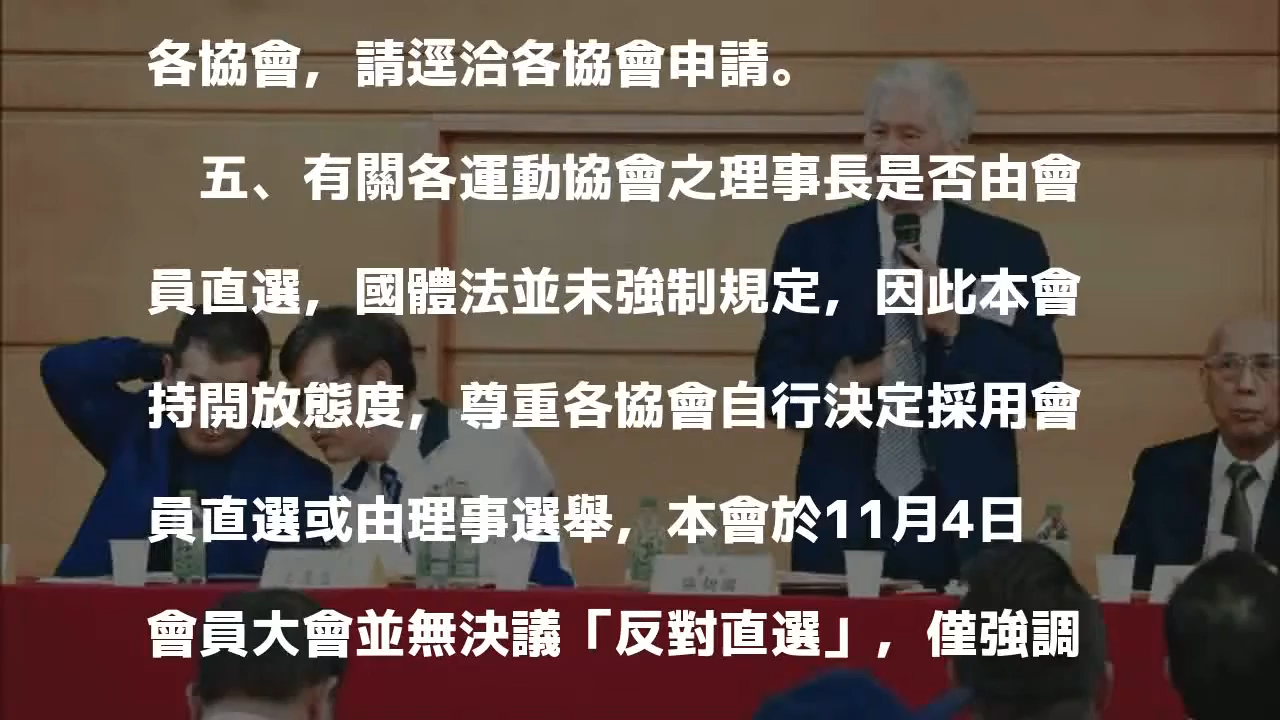 各協會，請逕洽各協會申請。
五、有關各運動協會之理事長是否由會
員直選，國體法並未強制規定，因此本會
持開放態度，尊重各協會自行決定採用會
員直選或由理事選舉，本會於11月4日
會員大會並無決議「反對直選」，僅強調